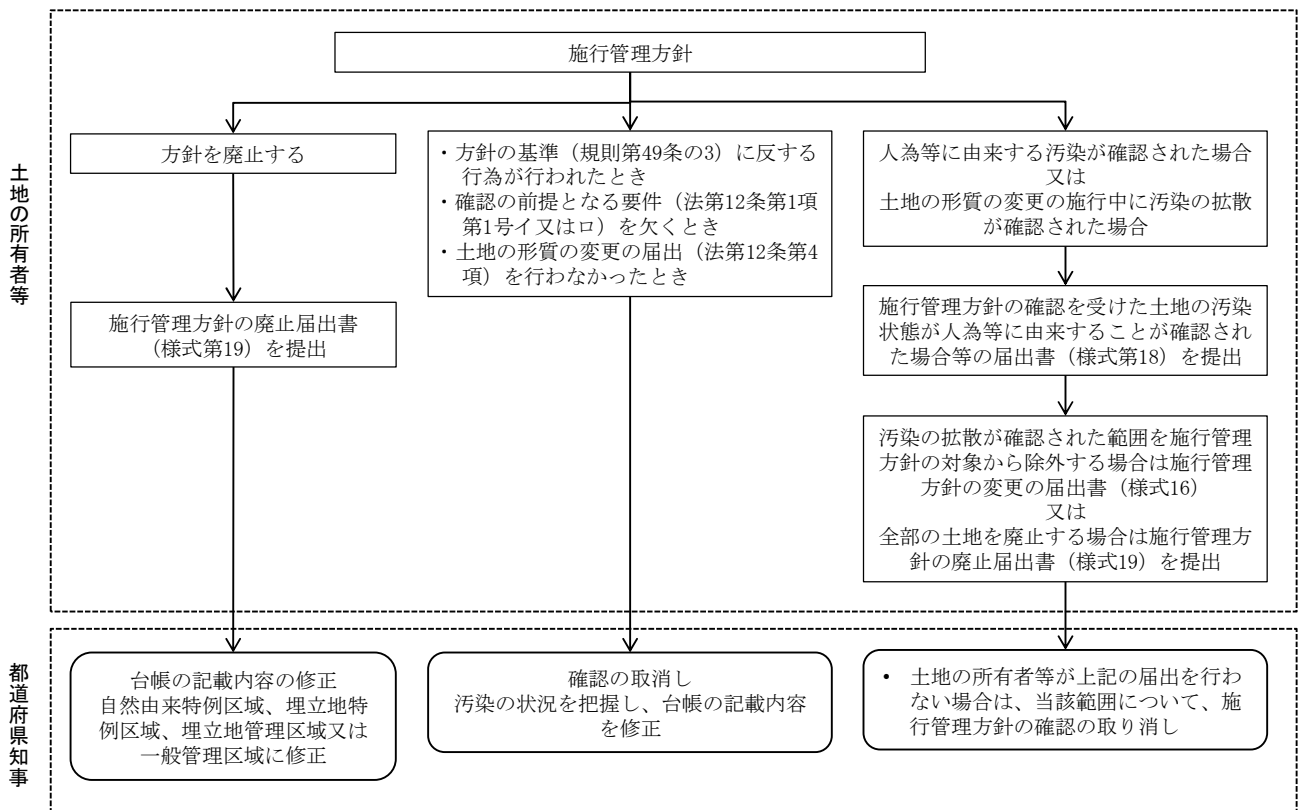 土地の所有者等
施行管理方針
方針を廃止する
施行管理方針の廃止届出書
(様式第19) を提出
・方針の基準（規則第49条の3）に反する
行為が行われたとき
・確認の前提となる要件（法第12条第1項
第1号イ又はロ）を欠くとき
・土地の形質の変更の届出（法第12条第4
項）を行わなかったとき
人為等に由来する汚染が確認された場合
又は
土地の形質の変更の施行中に汚染の拡散
が確認された場合
施行管理方針の確認を受けた土地の汚染
状態が人為等に由来することが確認され
た場合等の届出書（様式第18）を提出
汚染の拡散が確認された範囲を施行管理
方針の対象から除外する場合は施行管理
方針の変更の届出書（様式16）
又は
全部の土地を廃止する場合は施行管理方
針の廃止届出書（様式19）を提出
都道府県知事
台帳の記載内容の修正
自然由来特例区域、埋立地特
例区域、埋立地管理区域又は
一般管理区域に修正
確認の取消し
汚染の状況を把握し、台帳の記載内容
を修正
• 土地の所有者等が上記の届出を行わ
ない場合は、当該範囲について、施
行管理方針の確認の取り消し